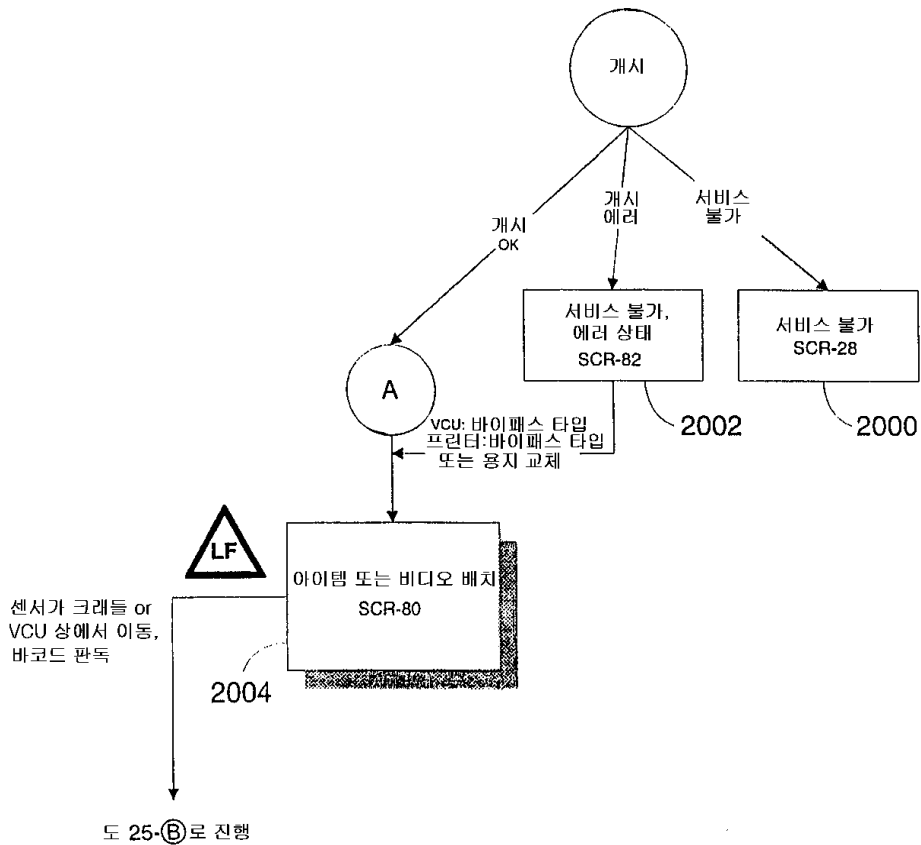 개시
개시
OK
개시
에러
서비스
불가
서비스 불가,
에러 상태
SCR-82
서비스 불가
SCR-28
A
2002
2000
VCU: 바이패스 타입
프린터:바이패스 타입
또는 용지 교체
LF
아이템 또는 비디오 배치
SCR-80
센서가 크래들 or
VCU 상에서 이동,
바코드 판독
2004
도 25-Ⓑ로 진행